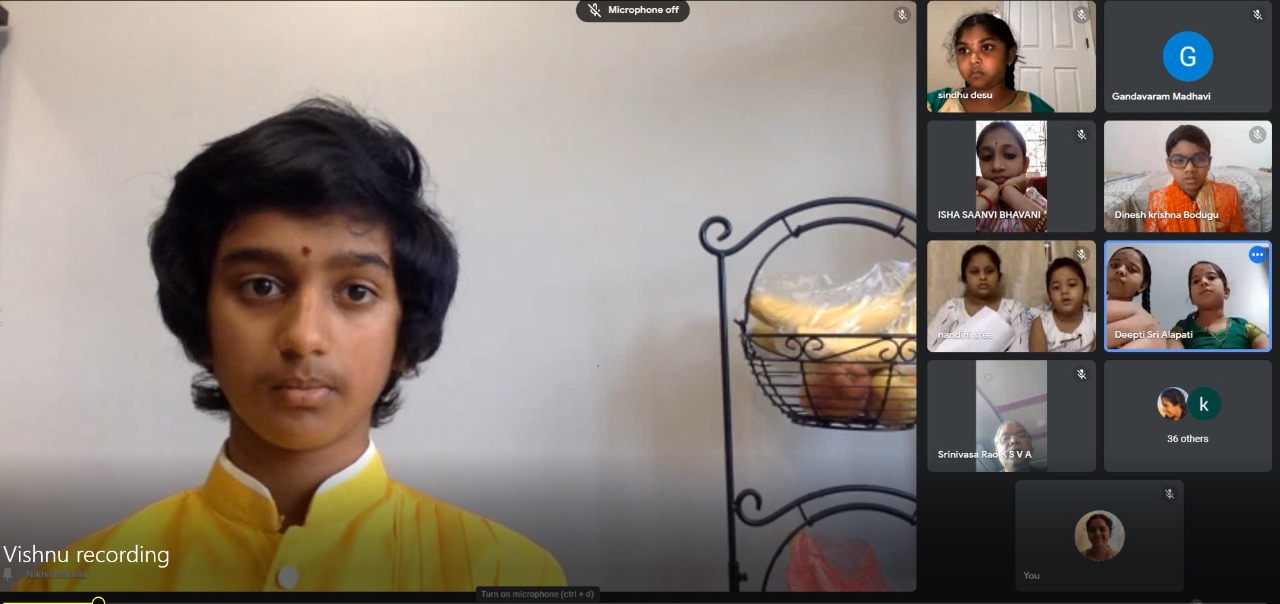 Microphone off
sindhu desu
G
Gandavaram Madhavi
ISHA SAANVI BHAVANI
Dinesh krishna Bodugu
nandini sree
Deepti Sri Alapati
Srinivasa Rao K S V A
k
36 others
You
Vishnu recording
Nikhil
Turn on microphone (ctrl + d)